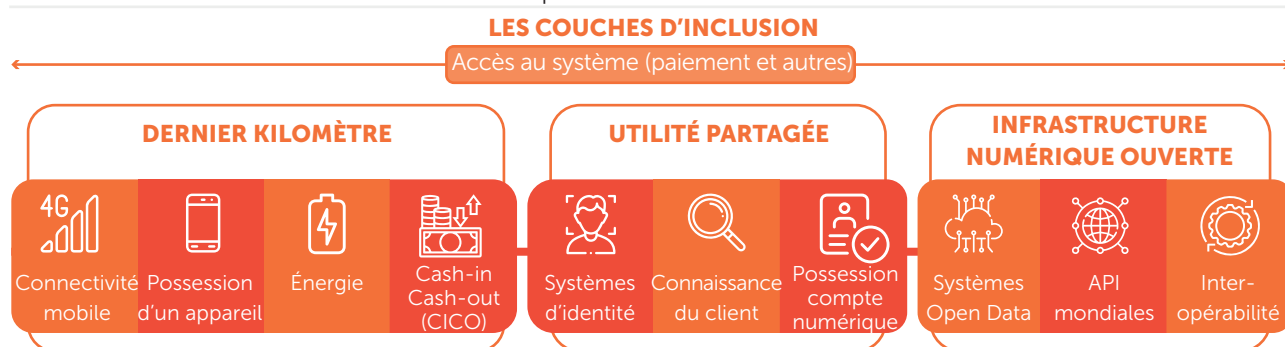 LES COUCHES D'INCLUSION
Accès au système (paiement et autres)
DERNIER KILOMÈTRE
4G
Connectivité
mobile
Possession
d'un appareil
Énergie
Cash-in
Cash-out
(CICO)
UTILITÉ PARTAGÉE
Systèmes
d'identité
Connaissance
du client
Possession
compte
numérique
INFRASTRUCTURE
NUMÉRIQUE OUVERTE
Systèmes
Open Data
API
mondiales
Inter-
opérabilité